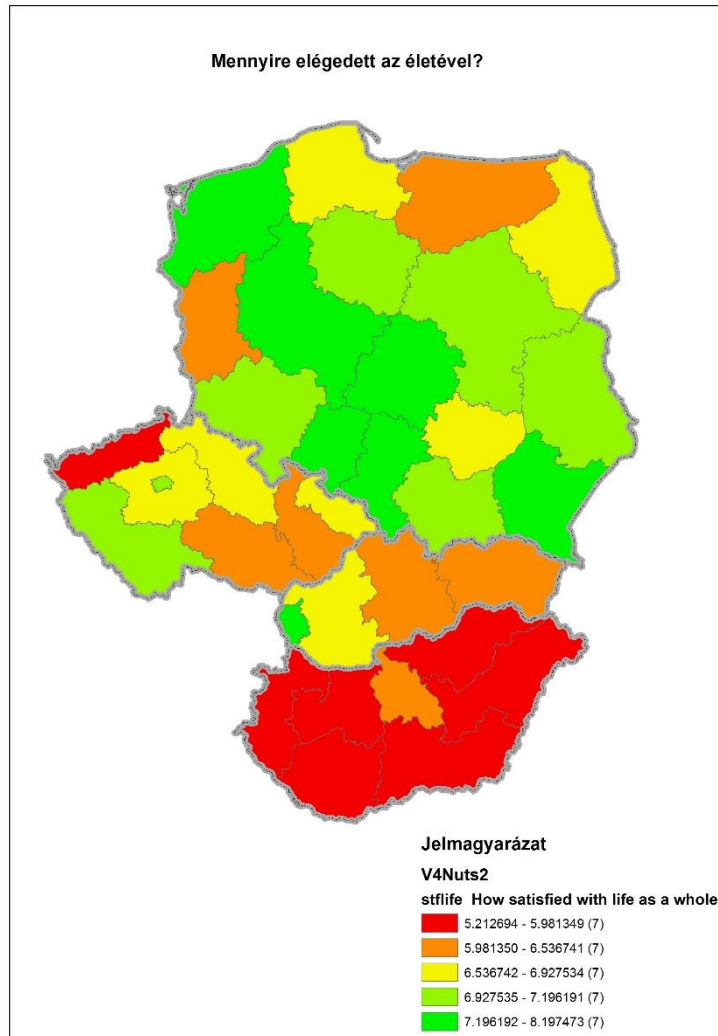 Mennyire elégedett az életével?
Jelmagyarázat
V4Nuts2
stflife How satisfied with life as a whole
5.212694 - 5.981349 (7)
5.981350 - 6.536741 (7)
6.536742 - 6.927534 (7)
6.927535 - 7.196191 (7)
7.196192 - 8.197473 (7)